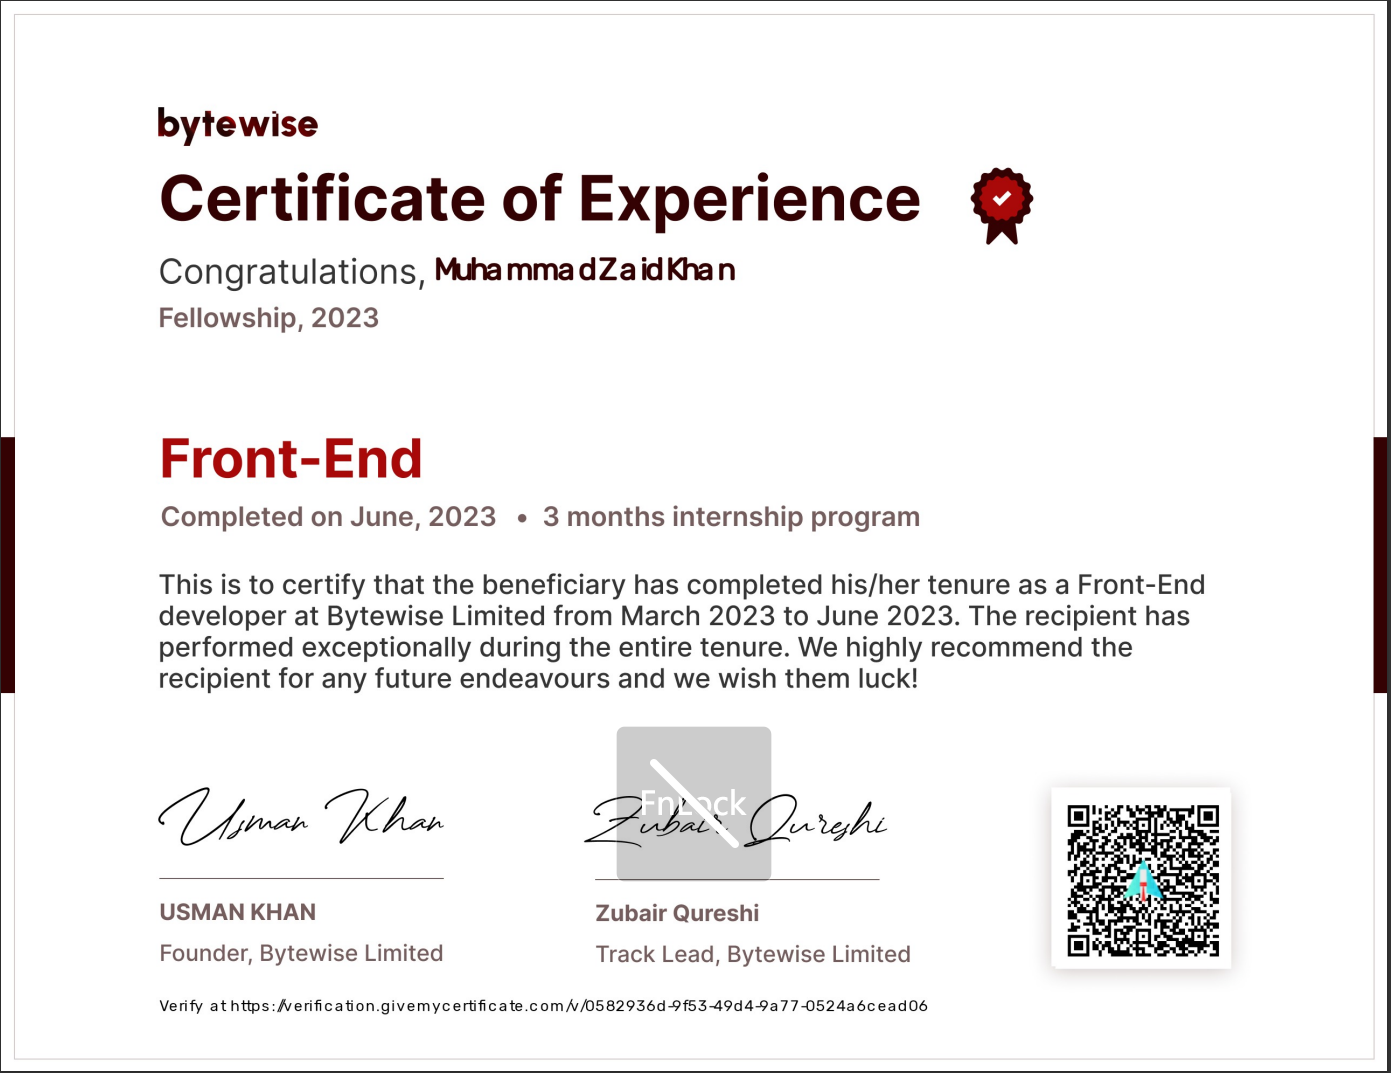 bytewise
Certificate of Experience
Congratulations, Muhammad Zaid Khan
Fellowship, 2023
Front-End
Completed on June, 2023 • 3 months internship program
This is to certify that the beneficiary has completed his/her tenure as a Front-End
developer at Bytewise Limited from March 2023 to June 2023. The recipient has
performed exceptionally during the entire tenure. We highly recommend the
recipient for any future endeavours and we wish them luck!
FnLock
Usman Khan
Zubair Qureshi
USMAN KHAN
Zubair Qureshi
Founder, Bytewise Limited
Track Lead, Bytewise Limited
Verify at https://verification.givemycertificate.com/v/0582936d-9f53-49d4-9a77-0524a6cead06